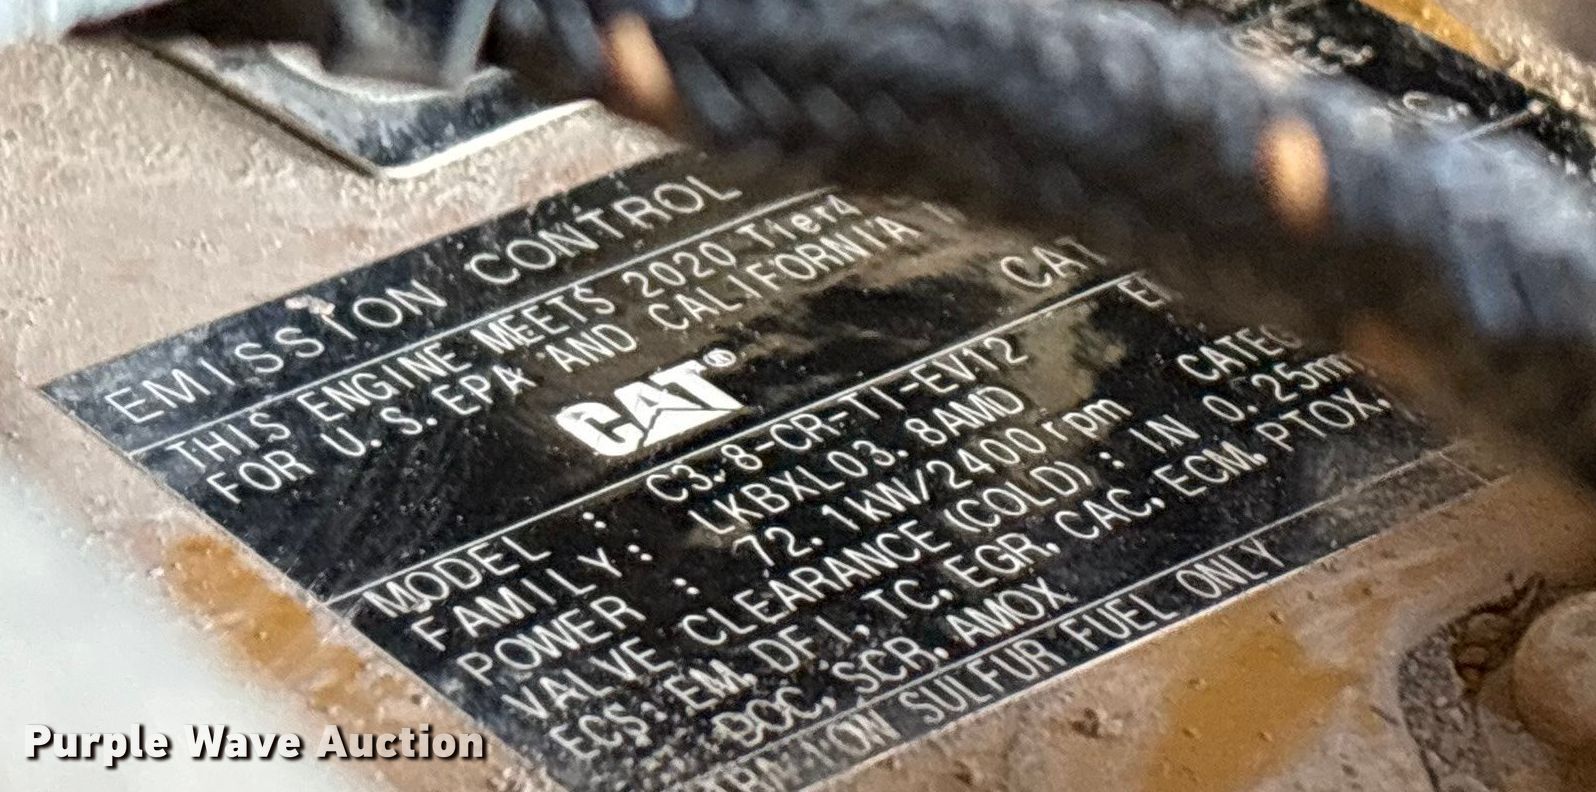 EMISSION CONTROL
THIS ENGINE MEETS 2020 Tier4
FOR U.S. EPA AND CALIFORNIA
CAT® CAT
MODEL : C3.8-CR-TI-EV12
FAMILY: LKBXL03.8AMD
POWER : 72.1kW/2400rpm
VALVE CLEARANCE (COLD) : IN 0.25mm
ECS: EM, DFI, TC, EGR, CAC, ECM, PTOX,
DOC, SCR, AMOX
SULFUR FUEL ONLY
Purple Wave Auction